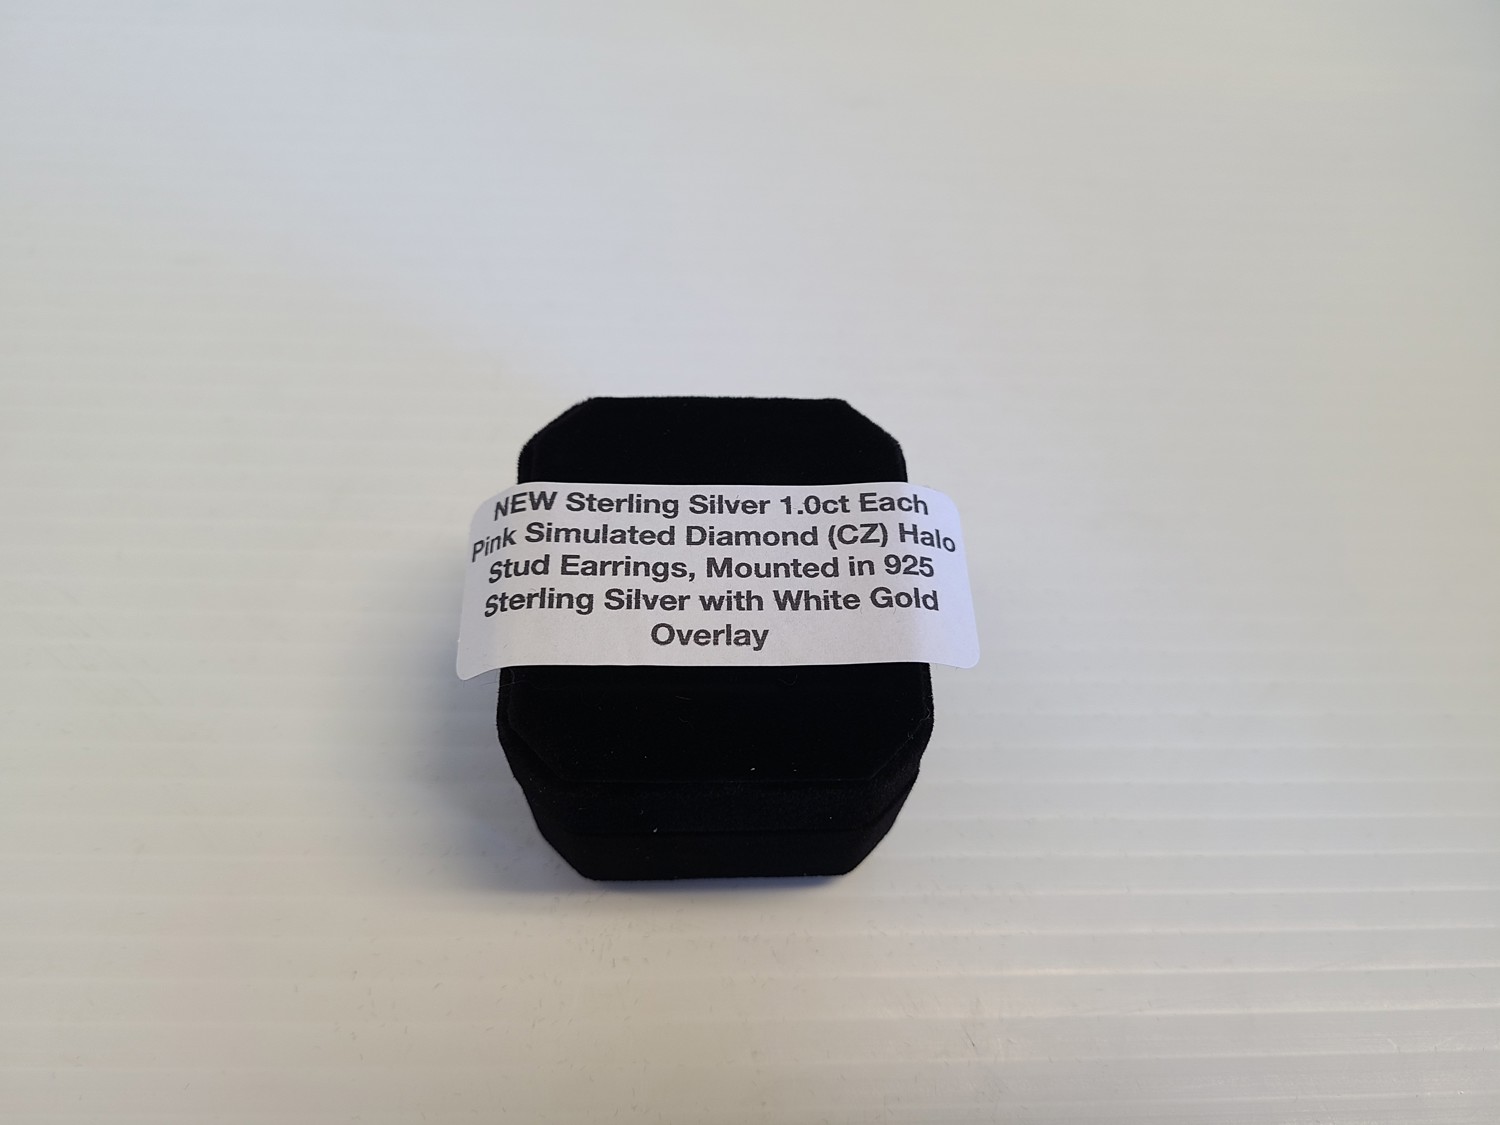 NEW Sterling Silver 1.0ct Each
Pink Simulated Diamond (CZ) Halo
Stud Earrings, Mounted in 925
Sterling Silver with White Gold
Overlay